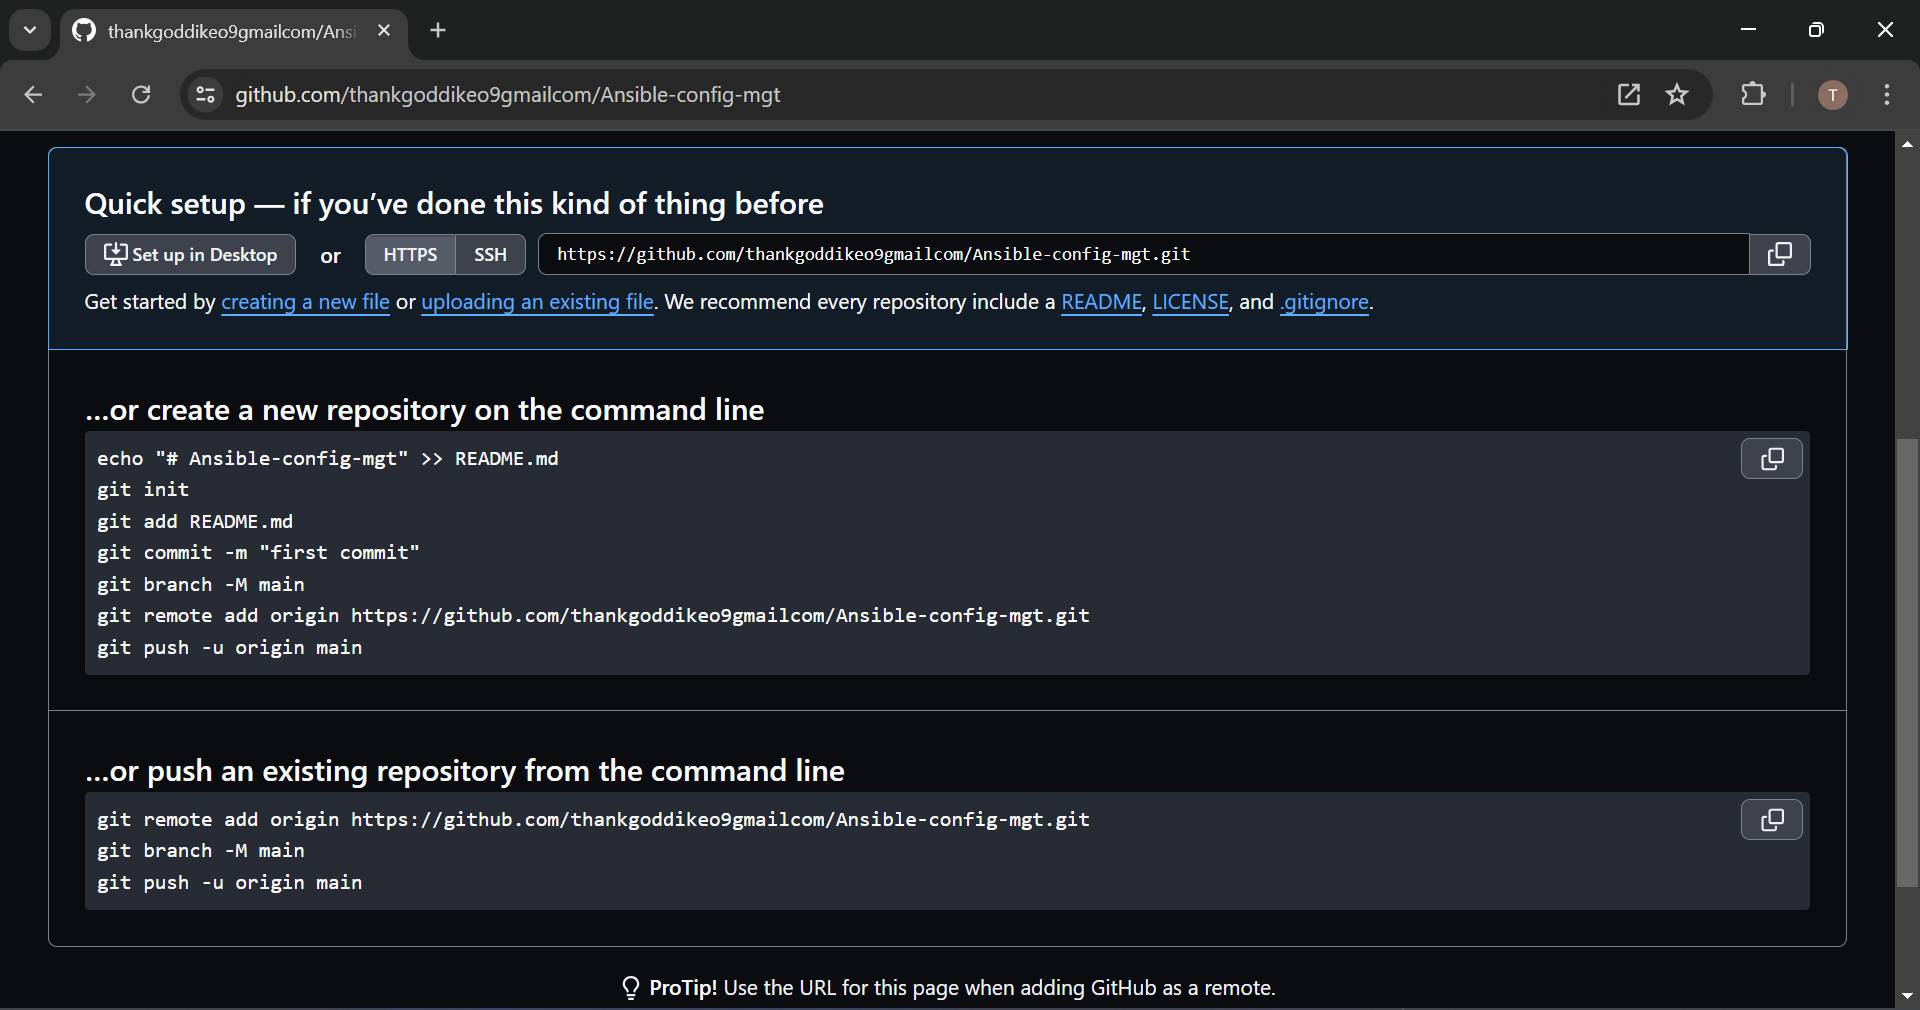 thankgoddikeo9gmailcom/Ansi
github.com/thankgoddikeo9gmailcom/Ansible-config-mgt
T
Quick setup — if you’ve done this kind of thing before
Set up in Desktop or HTTPS SSH https://github.com/thankgoddikeo9gmailcom/Ansible-config-mgt.git
Get started by creating a new file or uploading an existing file. We recommend every repository include a README, LICENSE, and .gitignore.
…or create a new repository on the command line
echo "# Ansible-config-mgt" >> README.md
git init
git add README.md
git commit -m "first commit"
git branch -M main
git remote add origin https://github.com/thankgoddikeo9gmailcom/Ansible-config-mgt.git
git push -u origin main
…or push an existing repository from the command line
git remote add origin https://github.com/thankgoddikeo9gmailcom/Ansible-config-mgt.git
git branch -M main
git push -u origin main
ProTip! Use the URL for this page when adding GitHub as a remote.